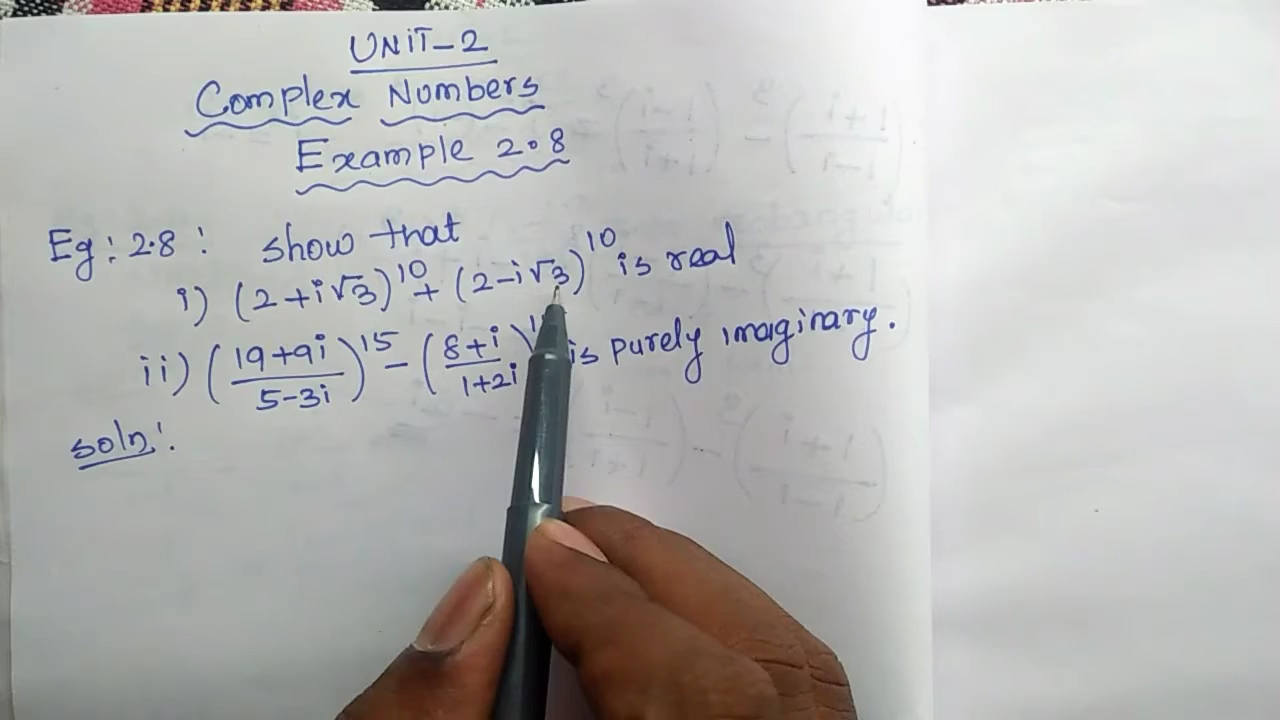 UNIT-2
Complex Numbers
Example 2.8
Eg: 2.8: show that
i) (2+i√3)^10 + (2-i√3)^10 is real
ii) (19+9i/5-3i)^15 - (8+i/1+2i)^1 is purely imaginary.
soln: